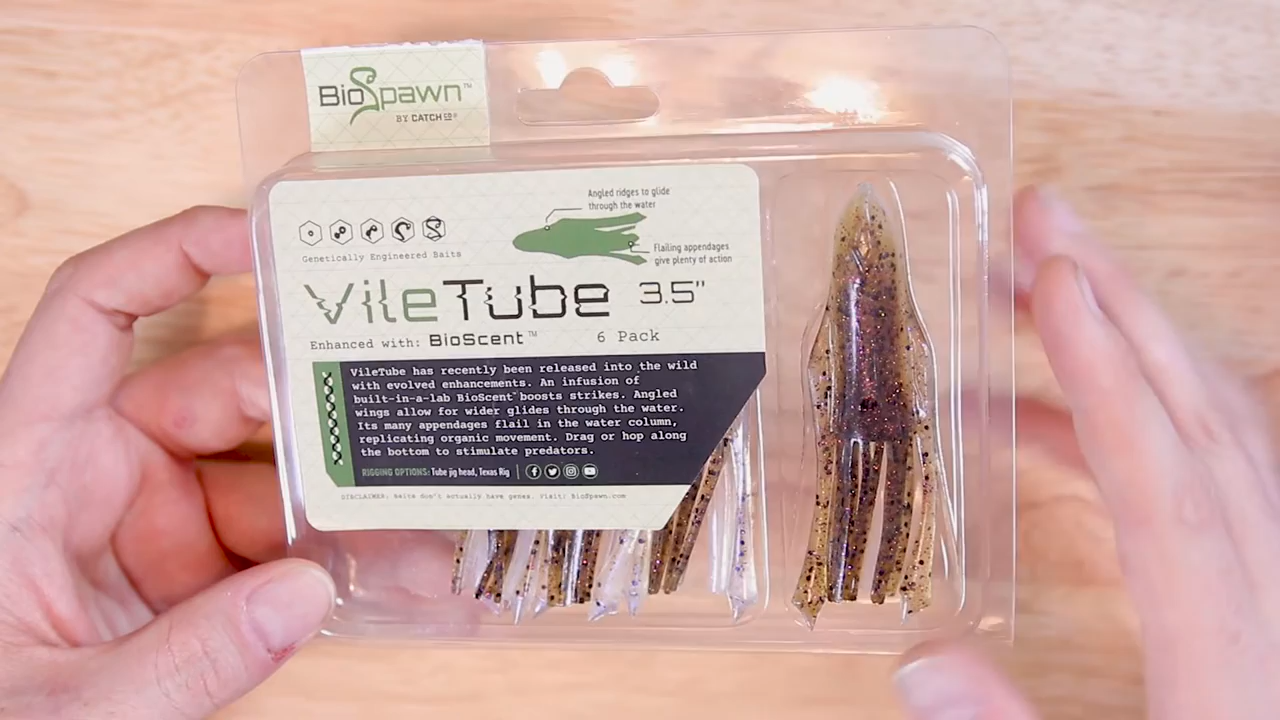 BioSpawn™
BY CATCH CO®
Angled ridges to glide
through the water
Flailing appendages
give plenty of action
Genetically Engineered Baits
VileTube 3.5"
Enhanced with: BioScent™ 6 Pack
VileTube has recently been released into the wild
with evolved enhancements. An infusion of
built-in-a-lab BioScent™ boosts strikes. Angled
wings allow for wider glides through the water.
Its many appendages flail in the water column,
replicating organic movement. Drag or hop along
the bottom to stimulate predators.
RIGGING OPTIONS: Tube jig head, Texas Rig
DISCLAIMER: Baits don't actually have genes. Visit: BioSpawn.com